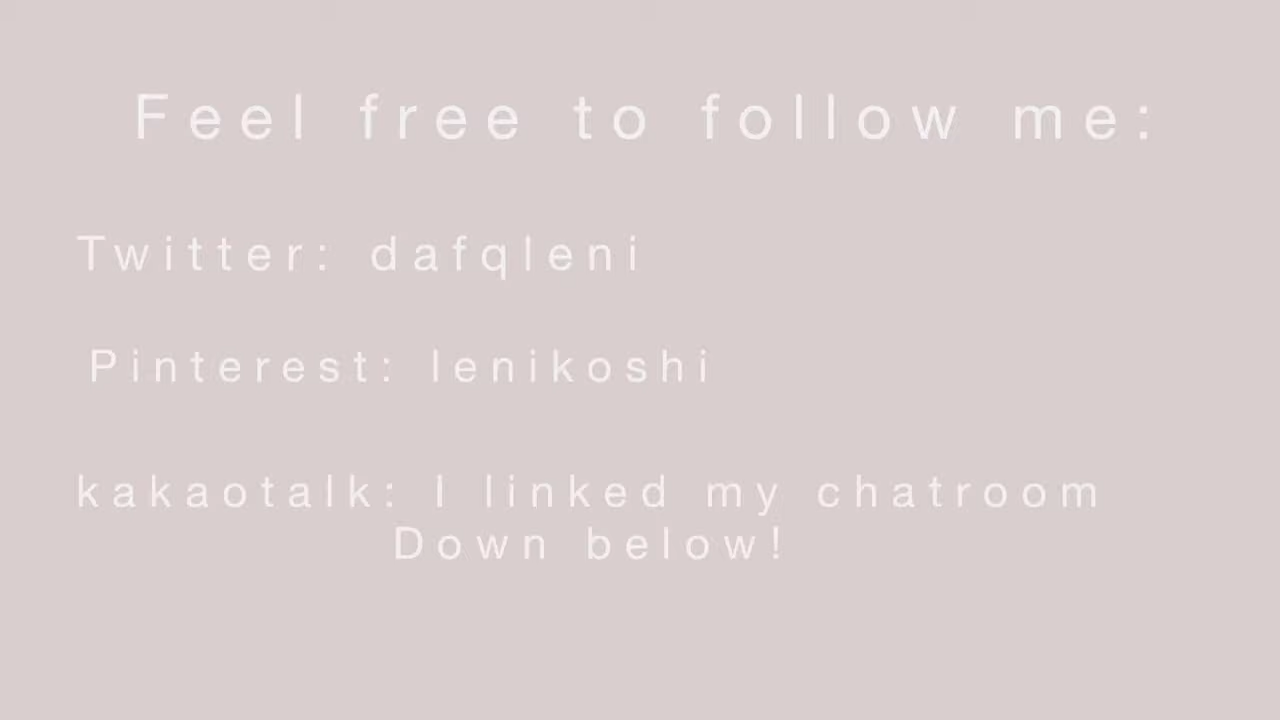 Feel free to follow me:
Twitter: dafqleni
Pinterest: lenikoshi
kakaotalk: I linked my chatroom
Down below!